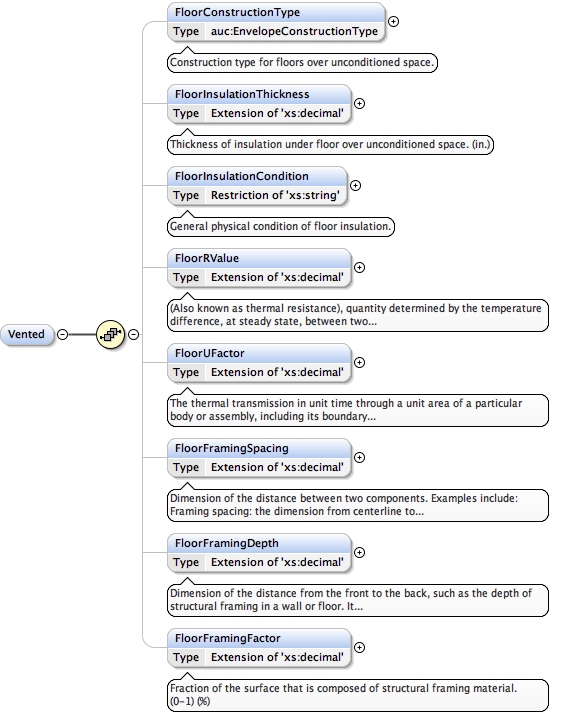 FloorConstructionType
Type auc:EnvelopeConstructionType
Construction type for floors over unconditioned space.
FloorInsulationThickness
Type Extension of 'xs:decimal'
Thickness of insulation under floor over unconditioned space. (in.)
FloorInsulationCondition
Type Restriction of 'xs:string'
General physical condition of floor insulation.
FloorRValue
Type Extension of 'xs:decimal'
(Also known as thermal resistance), quantity determined by the temperature
difference, at steady state, between two...
Vented
FloorUFactor
Type Extension of 'xs:decimal'
The thermal transmission in unit time through a unit area of a particular
body or assembly, including its boundary...
FloorFramingSpacing
Type Extension of 'xs:decimal'
Dimension of the distance between two components. Examples include:
Framing spacing: the dimension from centerline to...
FloorFramingDepth
Type Extension of 'xs:decimal'
Dimension of the distance from the front to the back, such as the depth of
structural framing in a wall or floor. It...
FloorFramingFactor
Type Extension of 'xs:decimal'
Fraction of the surface that is composed of structural framing material.
(0-1) (%)